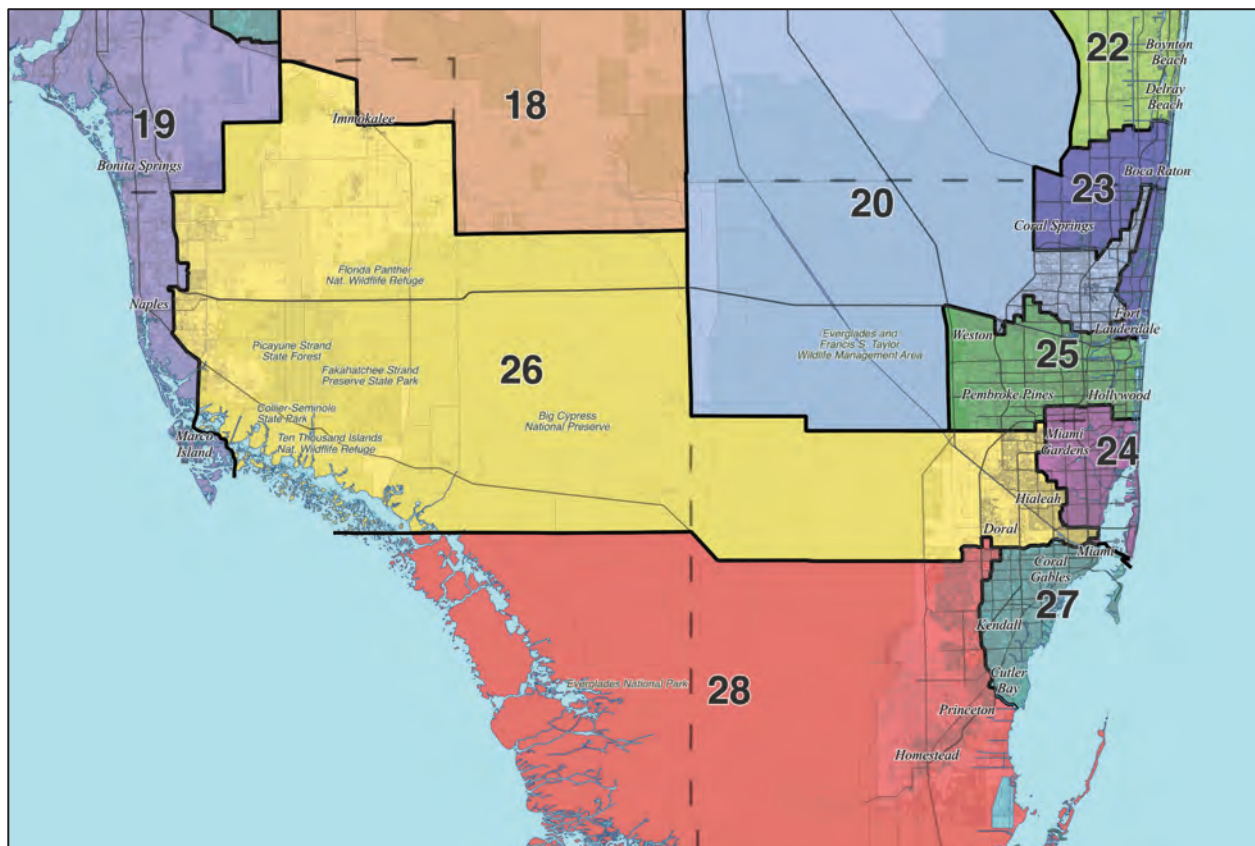 22
Boynton
Beach
Delray
Beach
18
19
Immokalee
Bonita Springs
Boca Raton
23
20
Coral Springs
Florida Panther
Nat. Wildlife Refuge
Naples
Fort
Lauderdale
Everglades and
Francis S. Taylor
Wildlife Management Area
Weston
25
Picayune Strand
State Forest
Fakahatchee Strand
Preserve State Park
26
Pembroke Pines
Hollywood
Collier-Seminole
State Park
Big Cypress
National Preserve
Marco
Island
Ten Thousand Islands
Nat. Wildlife Refuge
Miami
Gardens
24
Hialeah
Doral
Miami
Coral
Gables
27
Kendall
Cutler
Bay
Everglades National Park
28
Princeton
Homestead